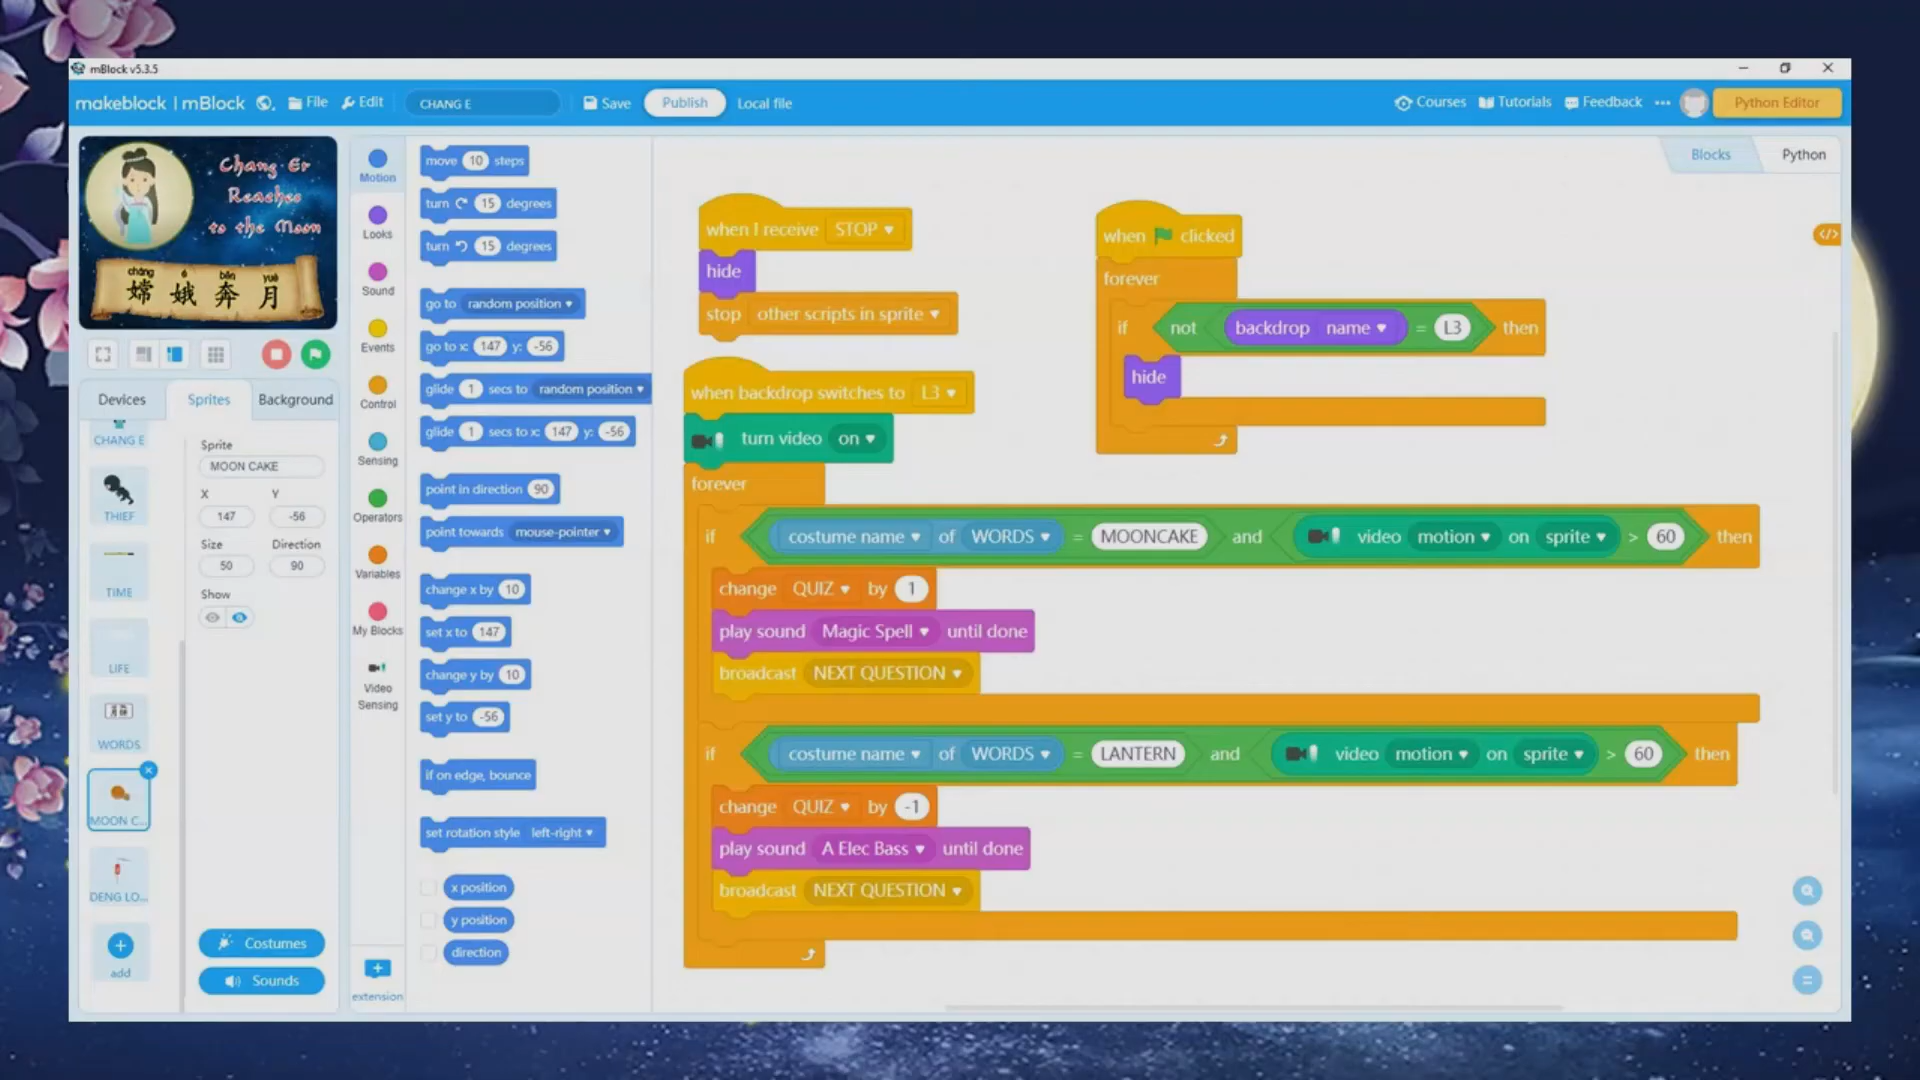 mBlock v5.3.5
makeblock | mBlock File Edit CHANG E Save Publish Local file Courses Tutorials Feedback Python Editor
Chang Er
Reaches
to the Moon
cháng é bēn yuè
嫦 娥 奔 月
Devices Sprites Background
CHANG E
THIEF
TIME
LIFE
WORDS
MOON C...
DENG LO...
add
Sprite
MOON CAKE
X Y
147 -56
Size Direction
50 90
Show
Costumes
Sounds
Motion
Looks
Sound
Events
Control
Sensing
Operators
Variables
My Blocks
Video
Sensing
extension
move 10 steps
turn 15 degrees
turn 15 degrees
go to random position
go to x: 147 y: -56
glide 1 secs to random position
glide 1 secs to x: 147 y: -56
point in direction 90
point towards mouse-pointer
change x by 10
set x to 147
change y by 10
set y to -56
if on edge, bounce
set rotation style left-right
x position
y position
direction
Blocks Python
</>
when I receive STOP
hide
stop other scripts in sprite
when clicked
forever
if not backdrop name = L3 then
hide
when backdrop switches to L3
turn video on
forever
if costume name of WORDS = MOONCAKE and video motion on sprite > 60 then
change QUIZ by 1
play sound Magic Spell until done
broadcast NEXT QUESTION
if costume name of WORDS = LANTERN and video motion on sprite > 60 then
change QUIZ by -1
play sound A Elec Bass until done
broadcast NEXT QUESTION